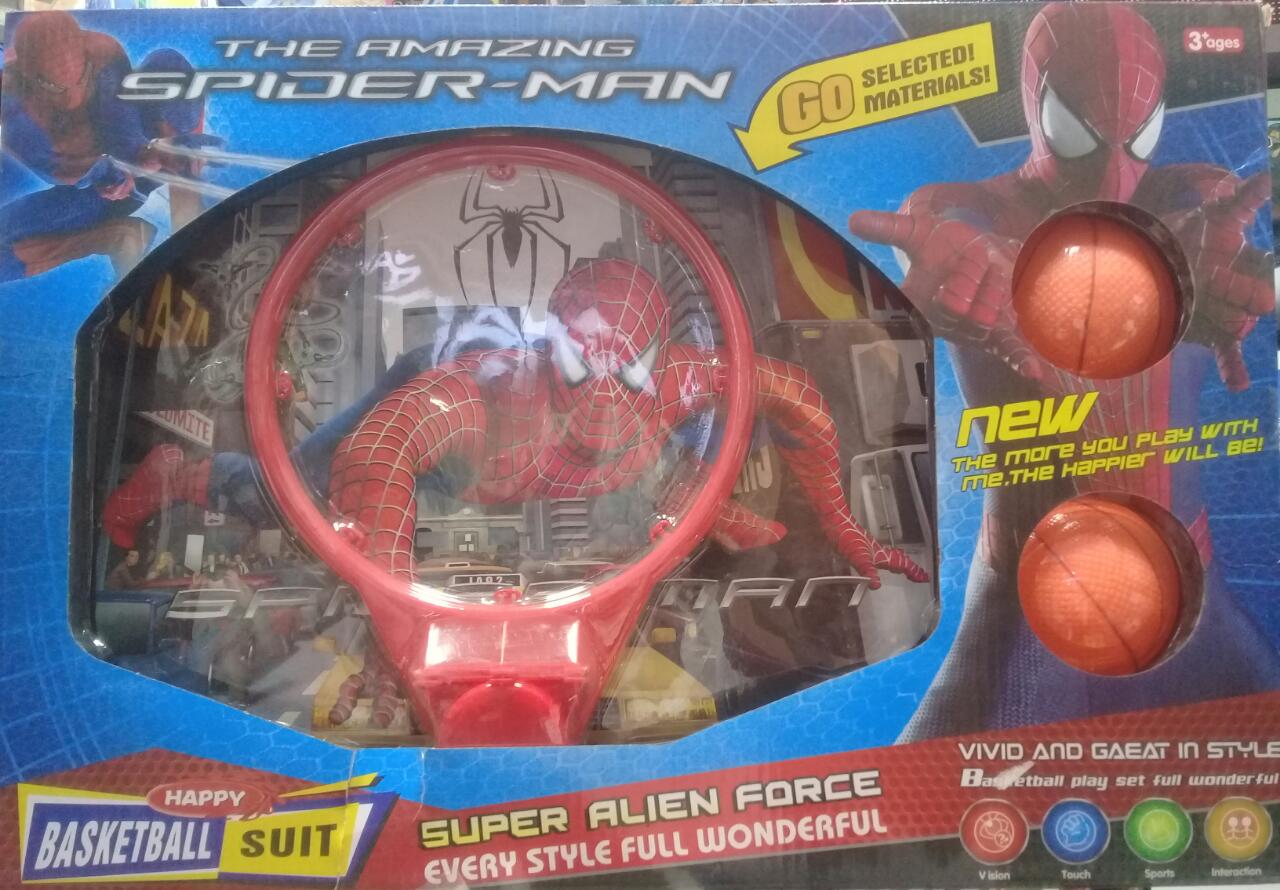 THE AMAZING
SPIDER-MAN
GO SELECTED!
MATERIALS!
3+ages
new
THE MORE YOU PLAY WITH
ME,THE HAPPIER WILL BE!
1092
HAPPY
BASKETBALL SUIT
SUPER ALIEN FORCE
EVERY STYLE FULL WONDERFUL
VIVID AND GAEAT IN STYLE
Basketball play set full wonderful
Vision Touch Sports Interaction